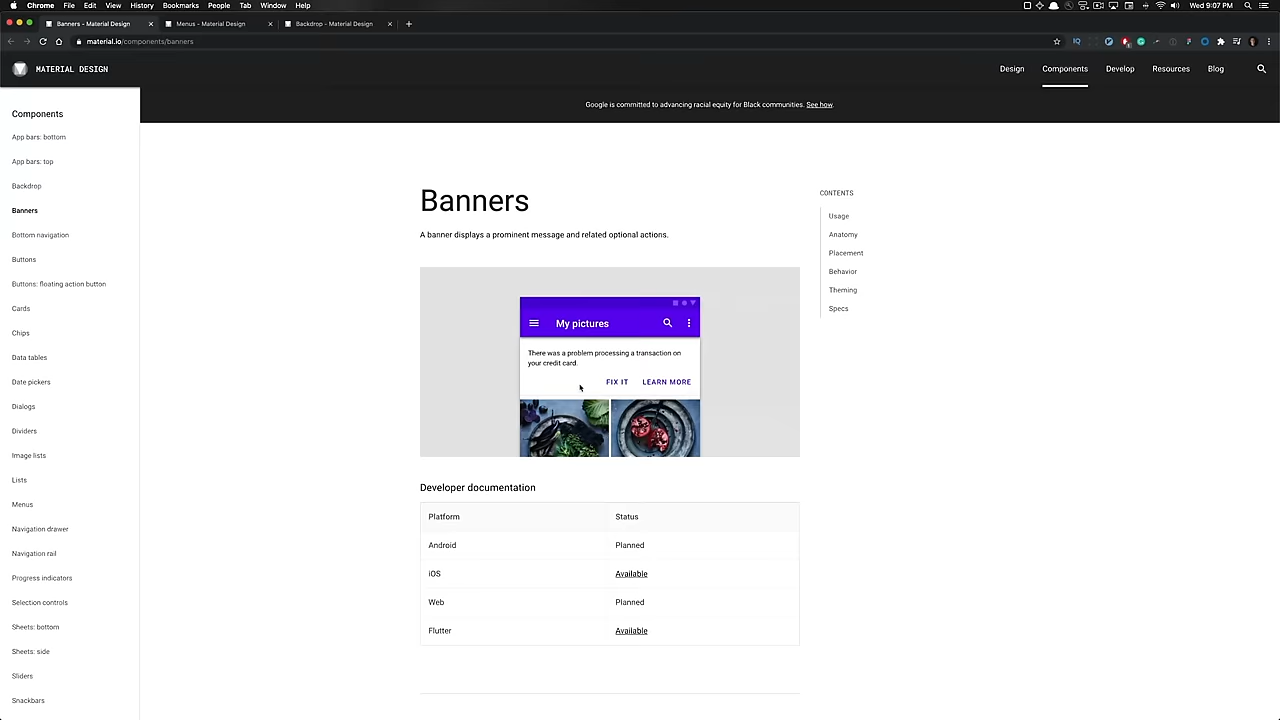 Chrome File Edit View History Bookmarks People Tab Window Help
Wed 9:07 PM
Banners - Material Design
Menus - Material Design
Backdrop - Material Design
material.io/components/banners
MATERIAL DESIGN
Design Components Develop Resources Blog
Google is committed to advancing racial equity for Black communities. See how.
Components
App bars: bottom
App bars: top
Backdrop
Banners
Bottom navigation
Buttons
Buttons: floating action button
Cards
Chips
Data tables
Date pickers
Dialogs
Dividers
Image lists
Lists
Menus
Navigation drawer
Navigation rail
Progress indicators
Selection controls
Sheets: bottom
Sheets: side
Sliders
Snackbars
Banners
A banner displays a prominent message and related optional actions.
My pictures
There was a problem processing a transaction on
your credit card.
FIX IT LEARN MORE
Developer documentation
Platform Status
Android Planned
iOS Available
Web Planned
Flutter Available
CONTENTS
Usage
Anatomy
Placement
Behavior
Theming
Specs